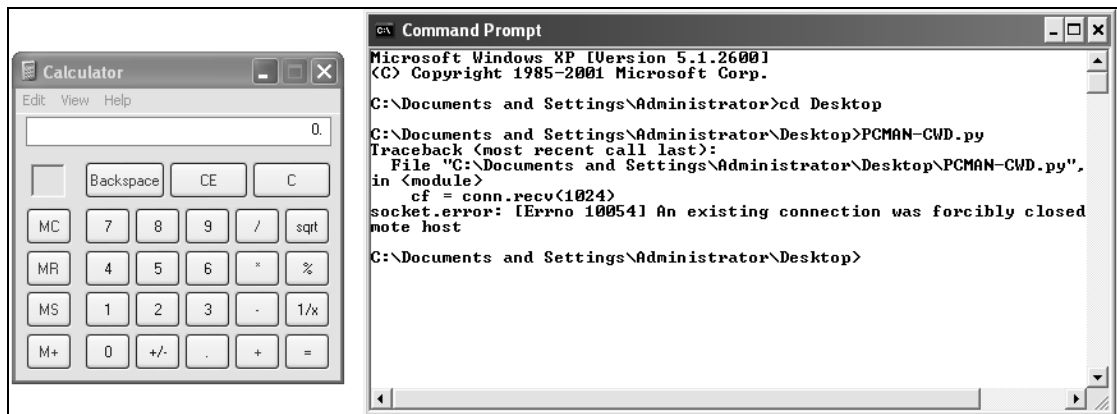 Calculator
Edit View Help
0.
Backspace CE C
MC 7 8 9 / sqrt
MR 4 5 6 * %
MS 1 2 3 - 1/x
M+ 0 +/- . + =
C:\ Command Prompt
Microsoft Windows XP [Version 5.1.2600]
(C) Copyright 1985-2001 Microsoft Corp.
C:\Documents and Settings\Administrator>cd Desktop
C:\Documents and Settings\Administrator\Desktop>PCMAN-CWD.py
Traceback (most recent call last):
File "C:\Documents and Settings\Administrator\Desktop\PCMAN-CWD.py",
in <module>
cf = conn.recv(1024)
socket.error: [Errno 10054] An existing connection was forcibly closed
mote host
C:\Documents and Settings\Administrator\Desktop>